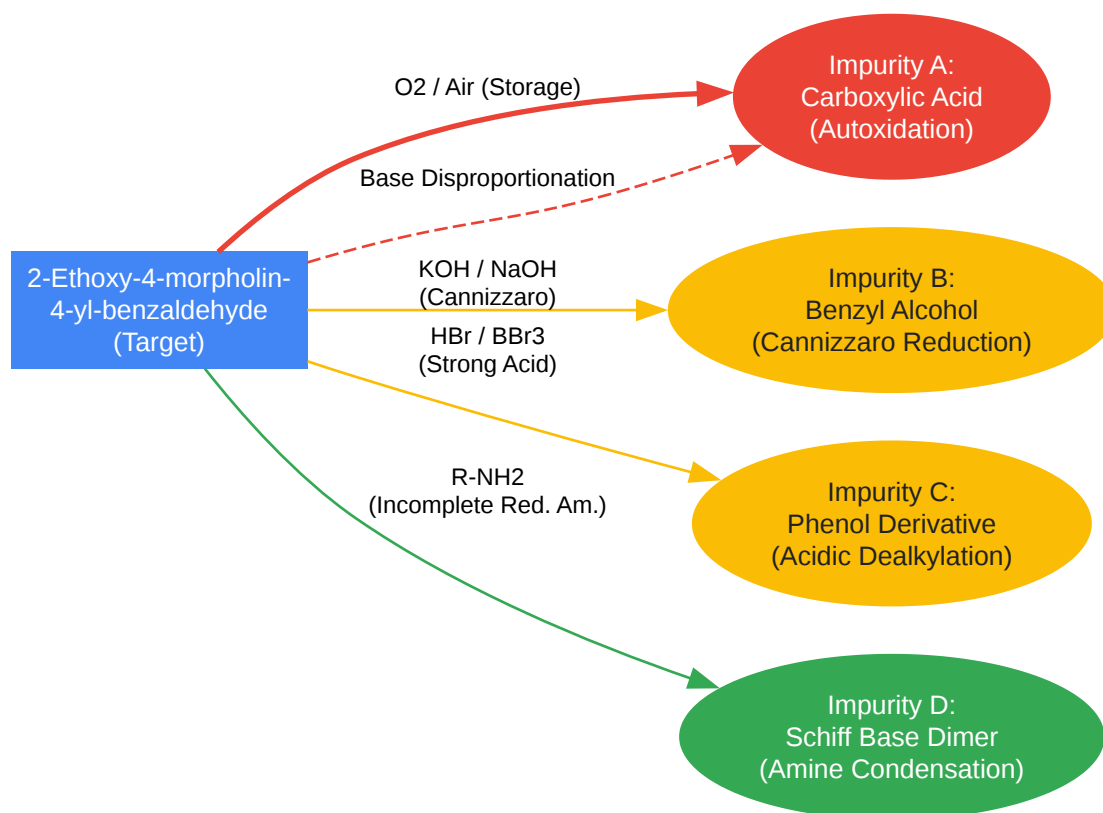 O2 / Air (Storage)
Impurity A:
Carboxylic Acid
(Autoxidation)
Base Disproportionation
2-Ethoxy-4-morpholin-
4-yl-benzaldehyde
(Target)
KOH / NaOH
(Cannizzaro)
Impurity B:
Benzyl Alcohol
(Cannizzaro Reduction)
HBr / BBr3
(Strong Acid)
Impurity C:
Phenol Derivative
(Acidic Dealkylation)
R-NH2
(Incomplete Red. Am.)
Impurity D:
Schiff Base Dimer
(Amine Condensation)